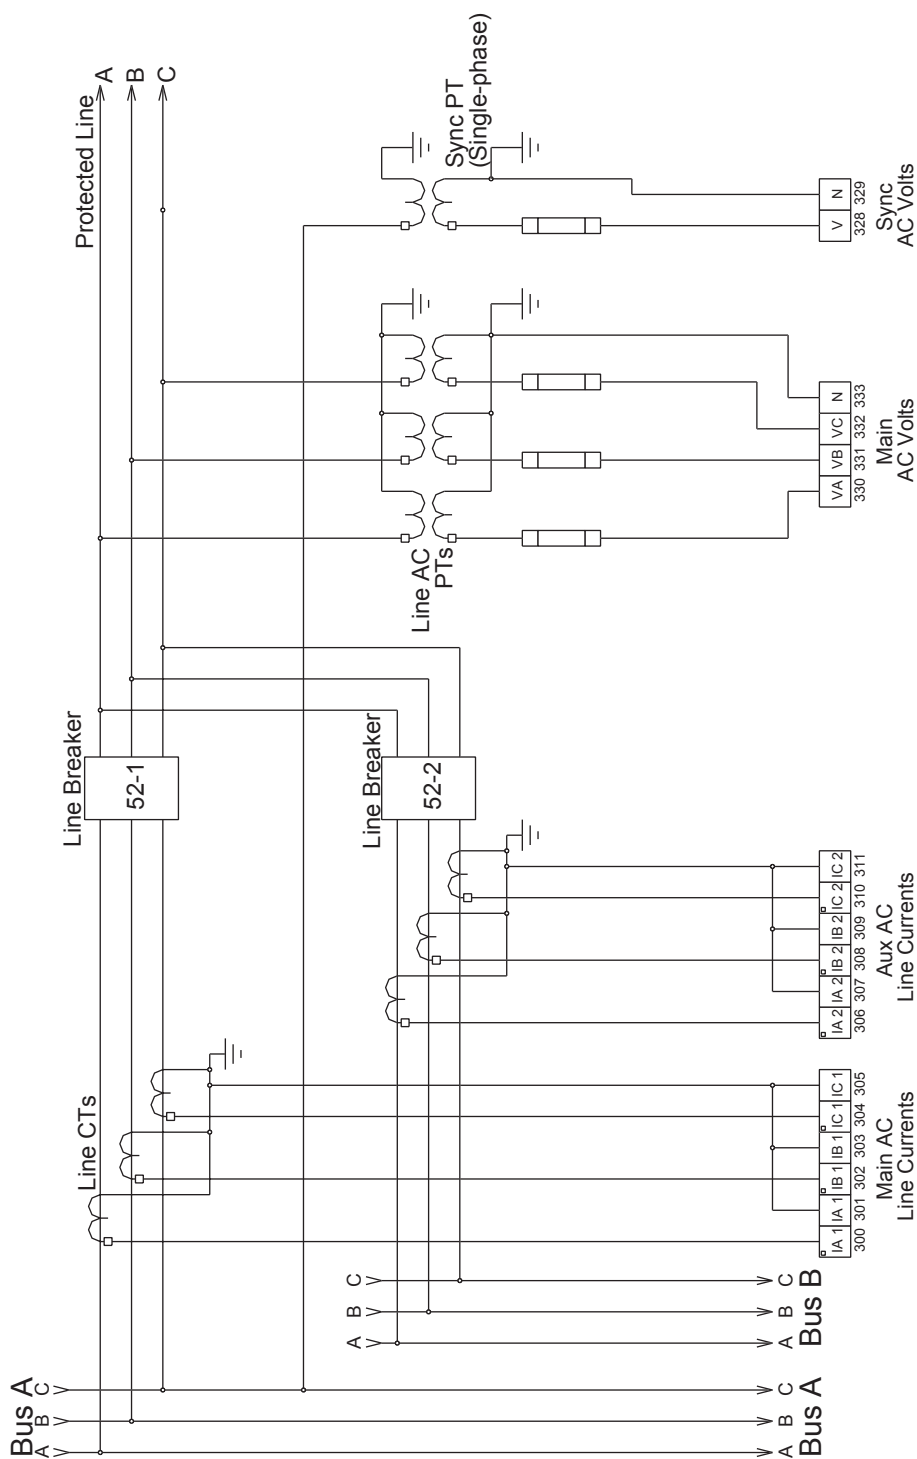 Protected Line
A
B
C
Sync PT
(Single-phase)
V
N
328
329
Sync
AC Volts
Line AC
PTs
VA
VB
VC
N
330
331
332
333
Main
AC Volts
Line Breaker
52-1
Line Breaker
52-2
IA 2
IA 2
IB 2
IB 2
IC 2
IC 2
306
307
308
309
310
311
Aux AC
Line Currents
Line CTs
IA 1
IA 1
IB 1
IB 1
IC 1
IC 1
300
301
302
303
304
305
Main AC
Line Currents
A
B
C
A
B
C
Bus B
Bus A
A
B
C
A
B
C
Bus A